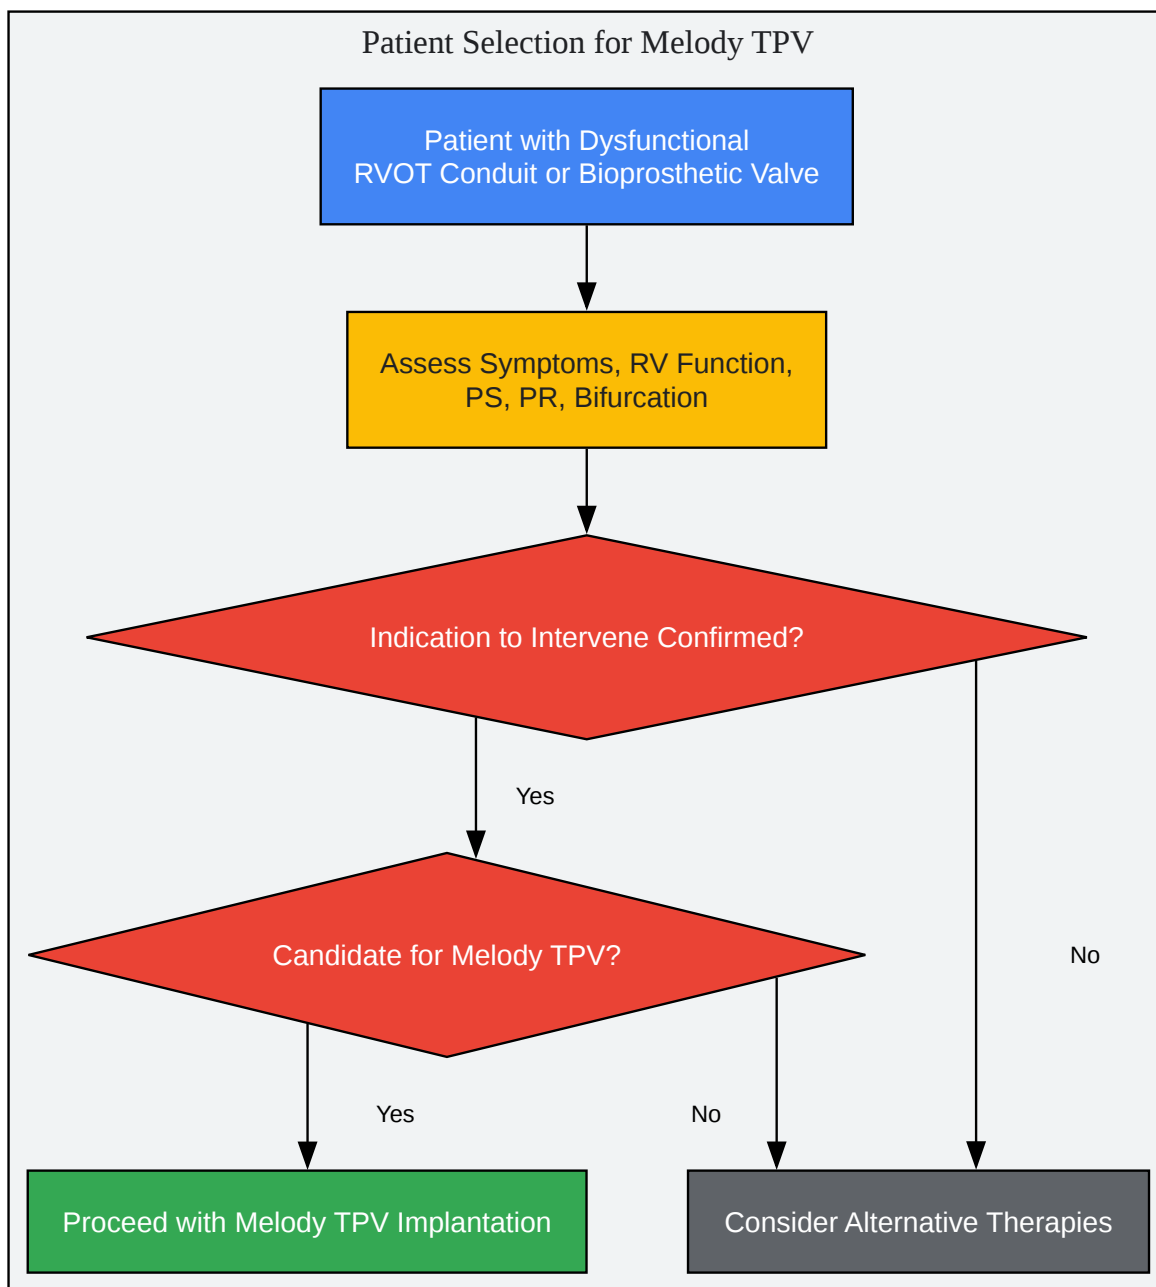 Patient Selection for Melody TPV
Patient with Dysfunctional
RVOT Conduit or Bioprosthetic Valve
Assess Symptoms, RV Function,
PS, PR, Bifurcation
Indication to Intervene Confirmed?
Yes
Candidate for Melody TPV?
No
Yes
No
Proceed with Melody TPV Implantation
Consider Alternative Therapies